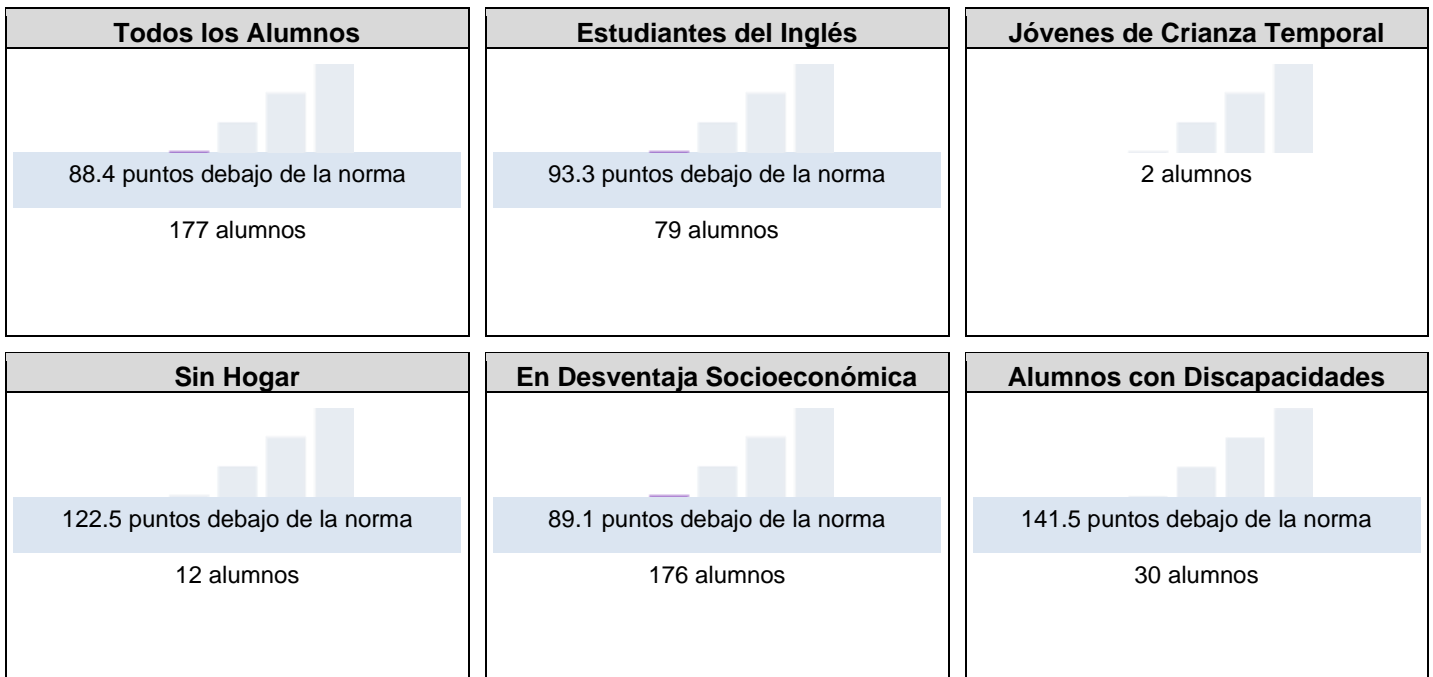 Todos los Alumnos
88.4 puntos debajo de la norma
177 alumnos
Estudiantes del Inglés
93.3 puntos debajo de la norma
79 alumnos
Jóvenes de Crianza Temporal
2 alumnos
Sin Hogar
122.5 puntos debajo de la norma
12 alumnos
En Desventaja Socioeconómica
89.1 puntos debajo de la norma
176 alumnos
Alumnos con Discapacidades
141.5 puntos debajo de la norma
30 alumnos